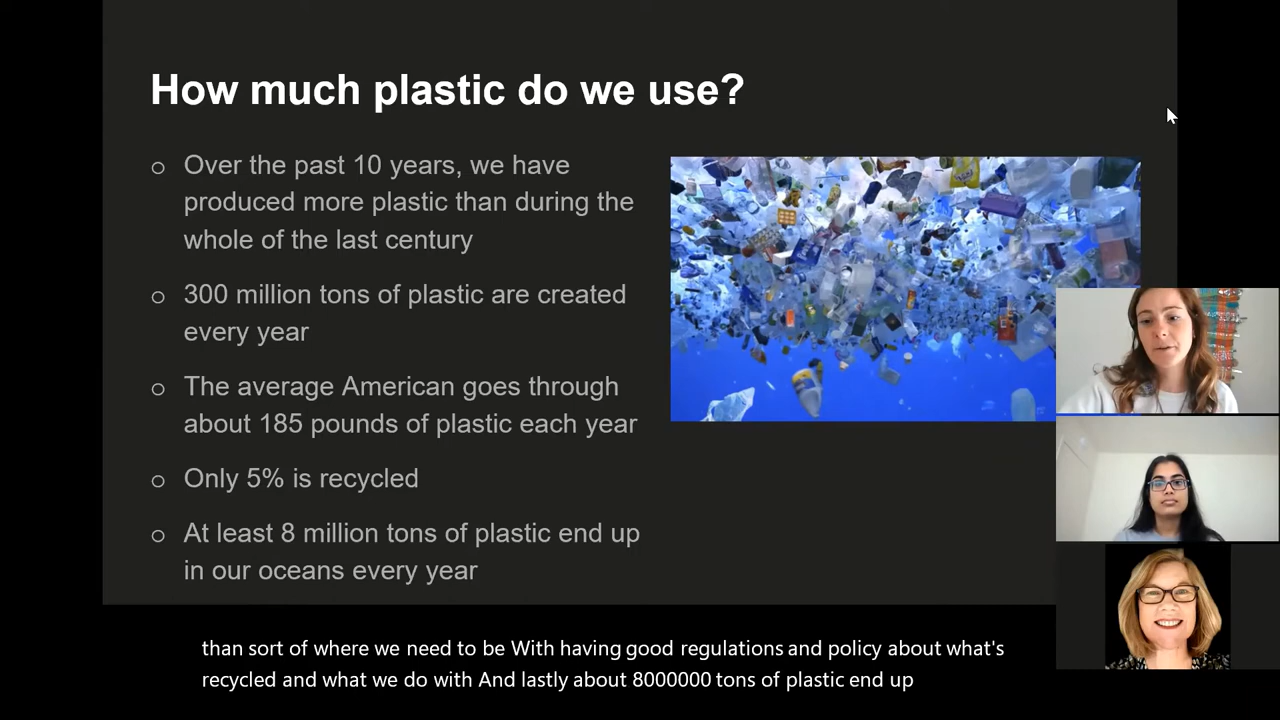 How much plastic do we use?
o Over the past 10 years, we have
produced more plastic than during the
whole of the last century
o 300 million tons of plastic are created
every year
o The average American goes through
about 185 pounds of plastic each year
o Only 5% is recycled
o At least 8 million tons of plastic end up
in our oceans every year
than sort of where we need to be With having good regulations and policy about what's
recycled and what we do with And lastly about 8000000 tons of plastic end up